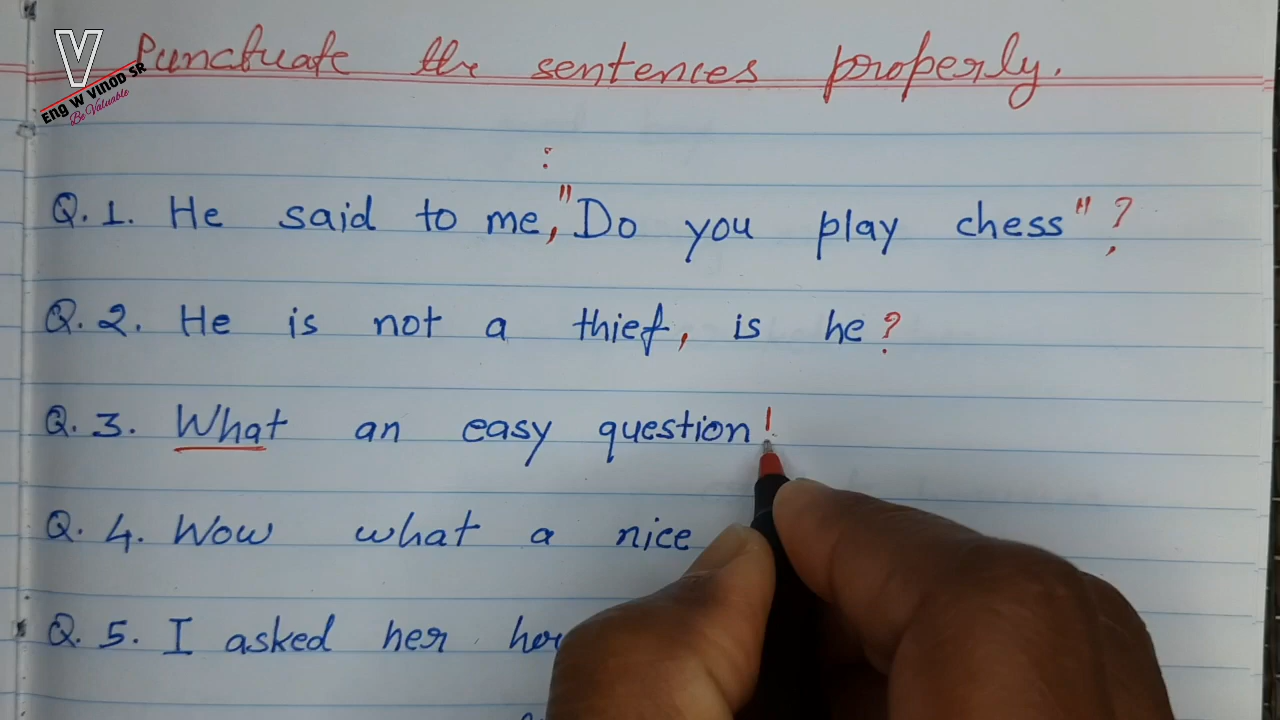 V
Eng W VINOD SR
Be Valuable
Punctuate the sentences properly.
:
Q. 1. He said to me, "Do you play chess" ?
,
Q. 2. He is not a thief, is he?
Q. 3. What an easy question!
Q. 4. Wow what a nice
Q. 5. I asked her